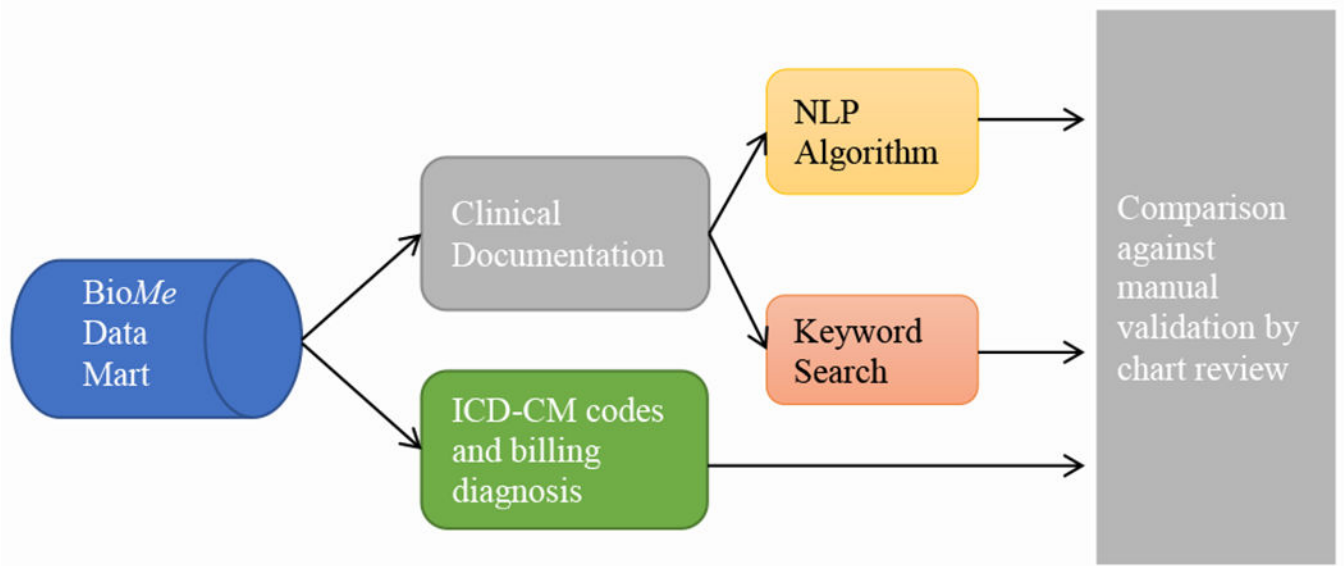 BioMe
Data
Mart
Clinical
Documentation
ICD-CM codes
and billing
diagnosis
NLP
Algorithm
Keyword
Search
Comparison
against
manual
validation by
chart review